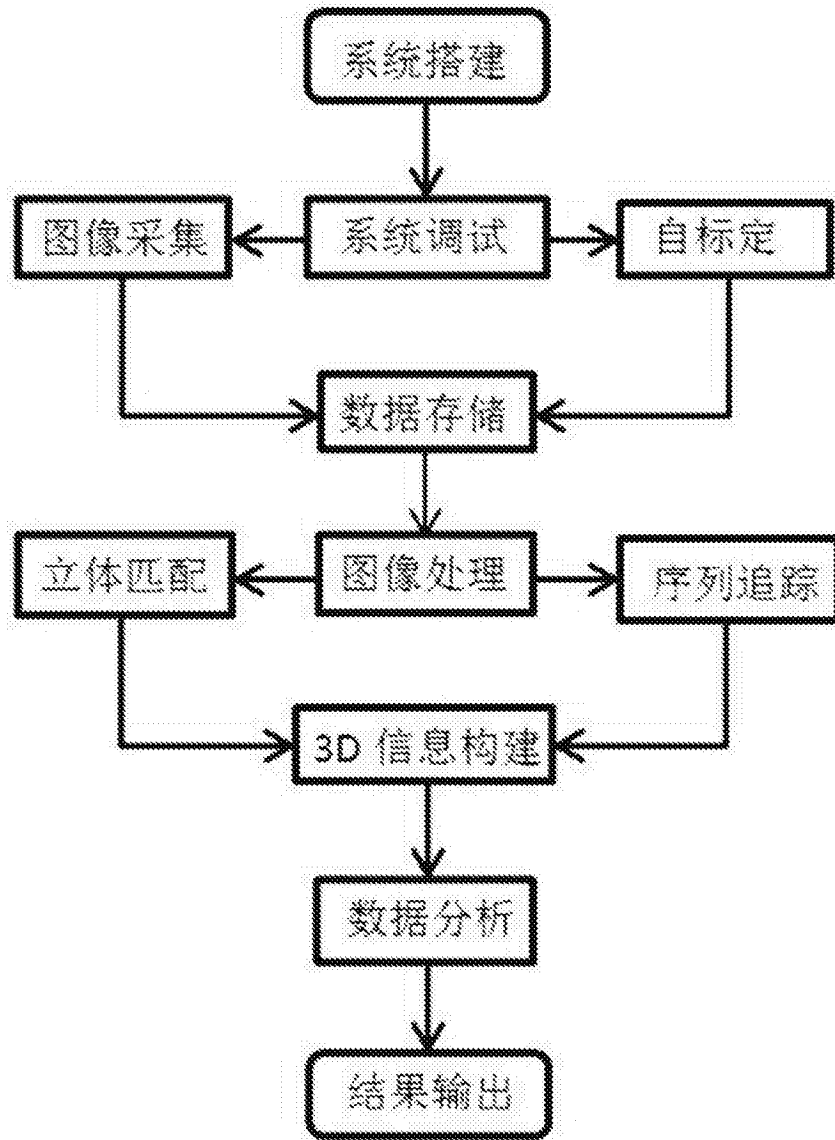 系统搭建
图像采集
系统调试
自标定
数据存储
立体匹配
图像处理
序列追踪
3D 信息构建
数据分析
结果输出